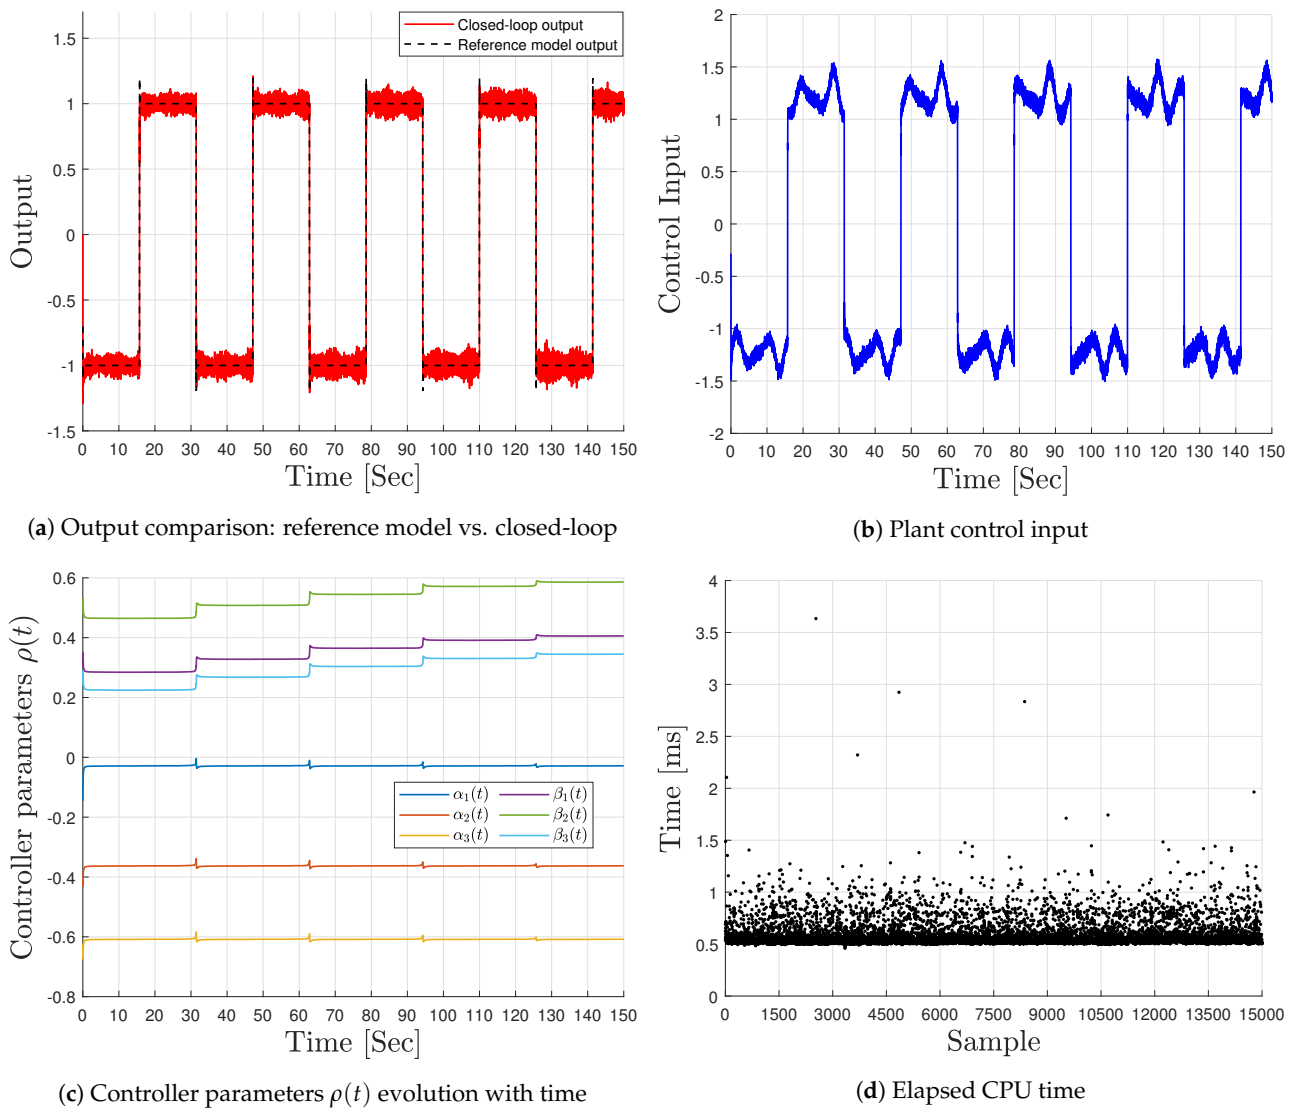 Closed-loop output
Reference model output
1.5
1
0.5
0
-0.5
-1
-1.5
Output
0 10 20 30 40 50 60 70 80 90 100 110 120 130 140 150
Time [Sec]
(a) Output comparison: reference model vs. closed-loop
2
1.5
1
0.5
0
-0.5
-1
-1.5
-2
Control Input
0 10 20 30 40 50 60 70 80 90 100 110 120 130 140 150
Time [Sec]
(b) Plant control input
0.6
0.4
0.2
0
-0.2
-0.4
-0.6
-0.8
Controller parameters ρ(t)
α₁(t) β₁(t)
α₂(t) β₂(t)
α₃(t) β₃(t)
0 10 20 30 40 50 60 70 80 90 100 110 120 130 140 150
Time [Sec]
(c) Controller parameters ρ(t) evolution with time
4
3.5
3
2.5
2
1.5
1
0.5
0
Time [ms]
0 1500 3000 4500 6000 7500 9000 10500 12000 13500 15000
Sample
(d) Elapsed CPU time